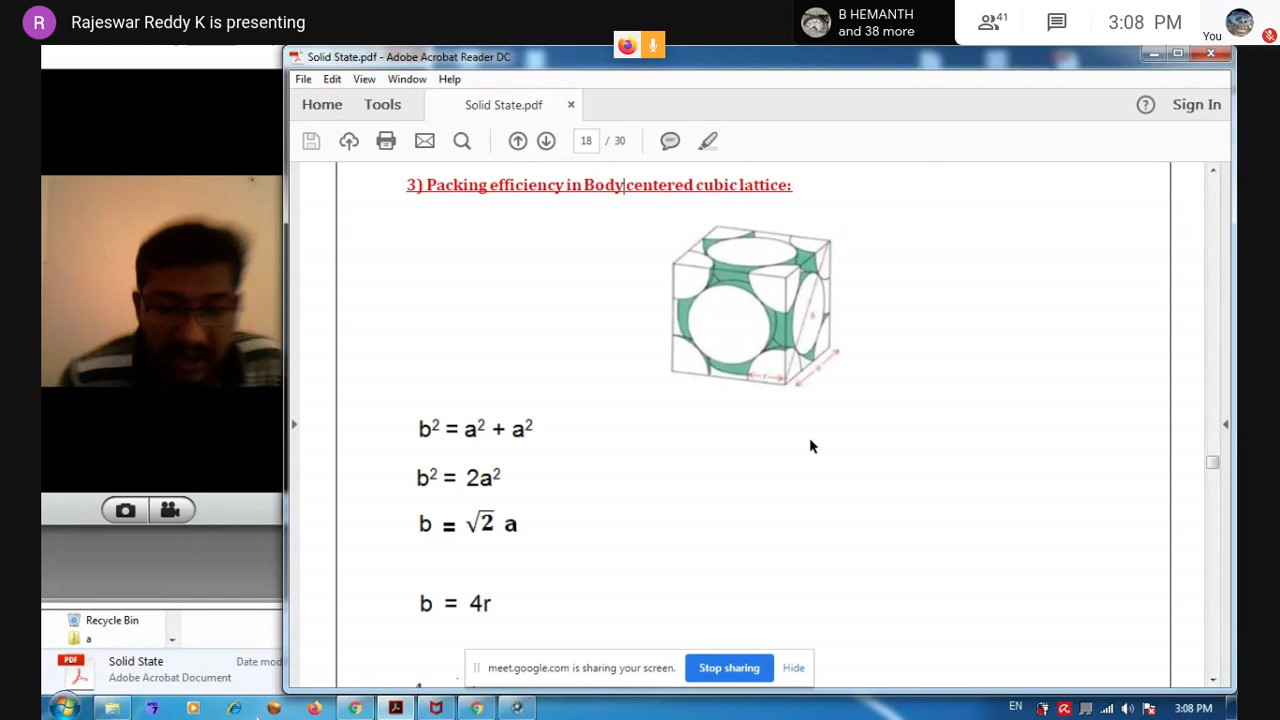 R
Rajeswar Reddy K is presenting
B HEMANTH
and 38 more
41
3:08 PM
You
Solid State.pdf - Adobe Acrobat Reader DC
File Edit View Window Help
Home Tools Solid State.pdf × Sign In
18 / 30
3) Packing efficiency in Body centered cubic lattice:
b² = a² + a²
b² = 2a²
b = √2 a
b = 4r
Recycle Bin
a
Solid State Date mod
Adobe Acrobat Document
PDF
meet.google.com is sharing your screen. Stop sharing Hide
EN 3:08 PM